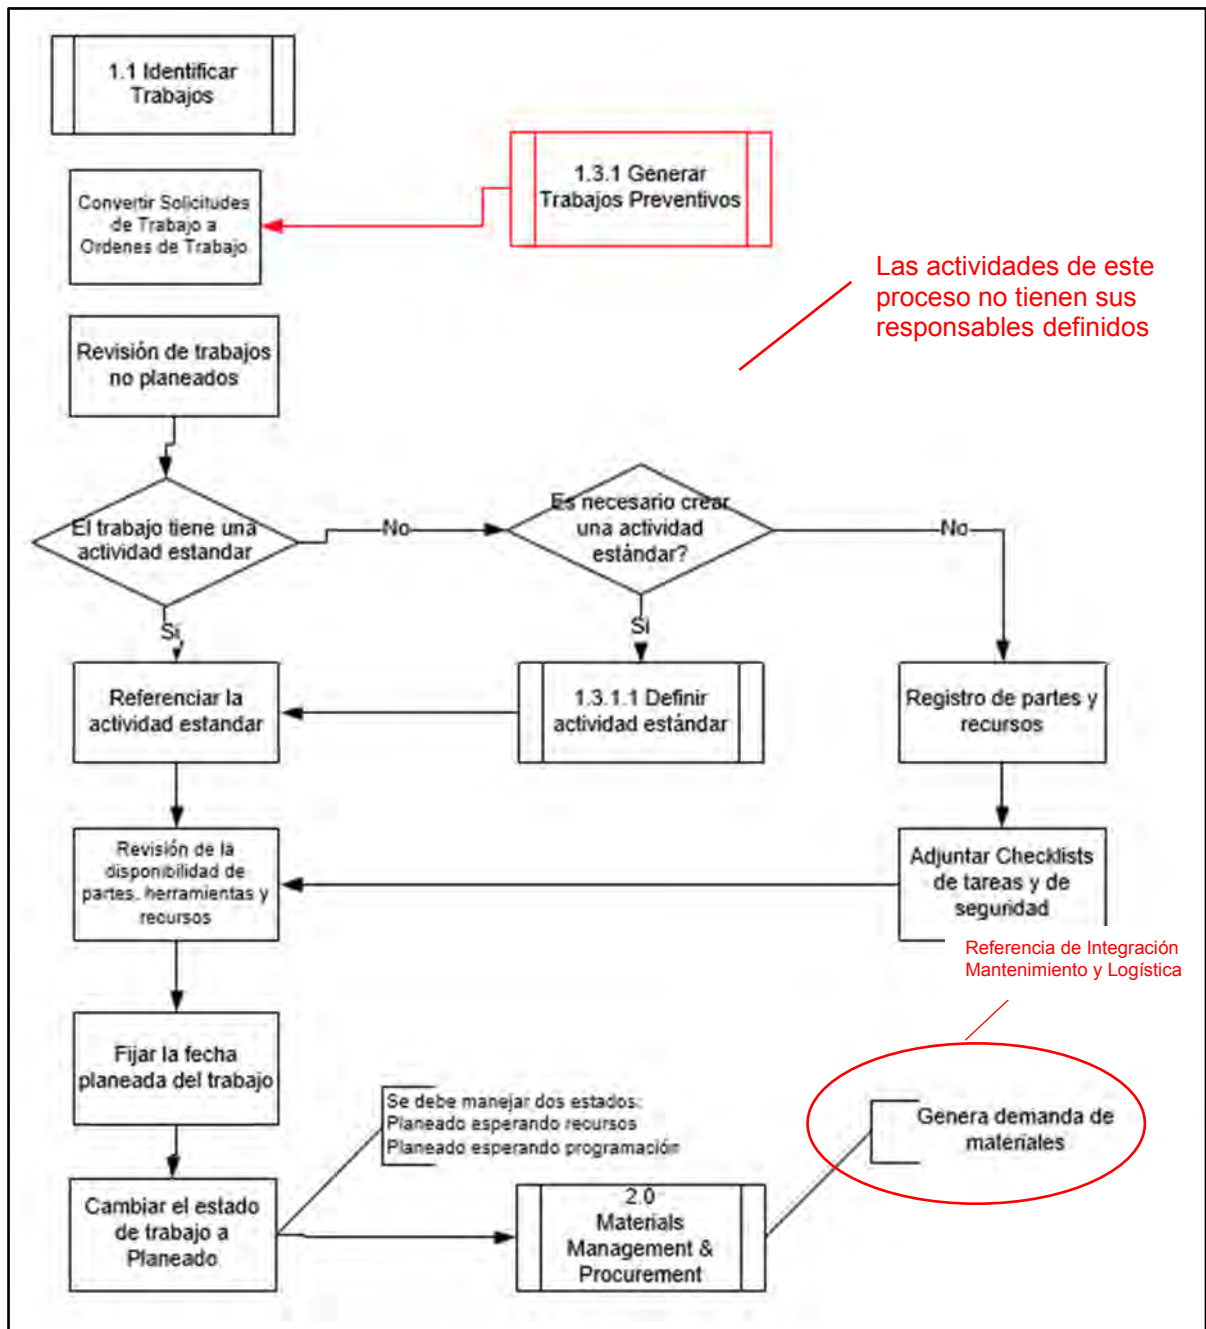 1.1 Identificar
Trabajos
1.3.1 Generar
Trabajos Preventivos
Convertir Solicitudes
de Trabajo a
Ordenes de Trabajo
Las actividades de este
proceso no tienen sus
responsables definidos
Revisión de trabajos
no planeados
El trabajo tiene una
actividad estandar
No
Es necesario crear
una actividad
estándar?
No
Si
Si
Referenciar la
actividad estandar
1.3.1.1 Definir
actividad estándar
Registro de partes y
recursos
Revisión de la
disponibilidad de
partes, herramientas y
recursos
Adjuntar Checklists
de tareas y de
seguridad
Referencia de Integración
Mantenimiento y Logística
Fijar la fecha
planeada del trabajo
Se debe manejar dos estados:
Planeado esperando recursos
Planeado esperando programación
Genera demanda de
materiales
Cambiar el estado
de trabajo a
Planeado
2.0
Materials
Management &
Procurement